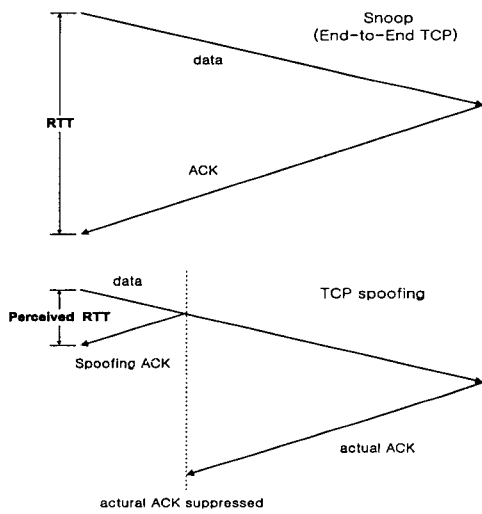 Snoop
(End-to-End TCP)
data
RTT
ACK
data
TCP spoofing
Perceived RTT
Spoofing ACK
actual ACK
actural ACK suppressed